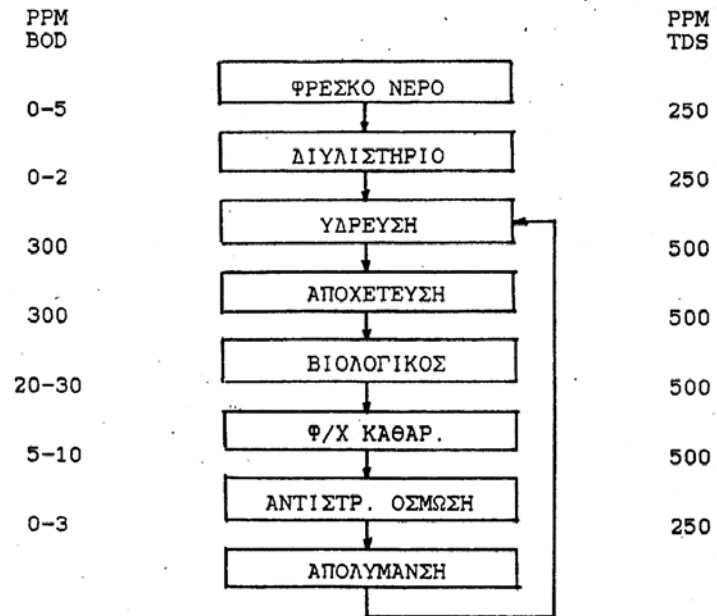 PPM PPM
BOD TDS
ΦΡΕΣΚΟ ΝΕΡΟ
0-5 250
ΔΙΥΛΙΣΤΗΡΙΟ
0-2 250
ΥΔΡΕΥΣΗ
300 500
ΑΠΟΧΕΤΕΥΣΗ
300 500
ΒΙΟΛΟΓΙΚΟΣ
20-30 500
Φ/Χ ΚΑΘΑΡ.
5-10 500
ΑΝΤΙΣΤΡ. ΟΣΜΩΣΗ
0-3 250
ΑΠΟΛΥΜΑΝΣΗ